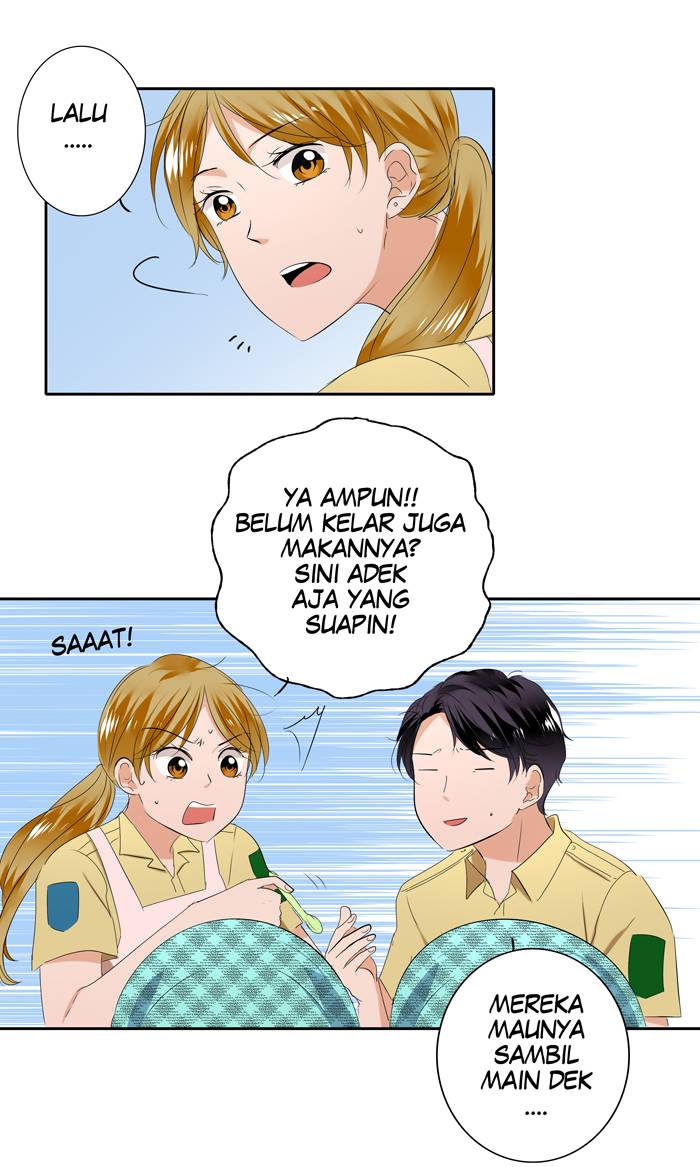 LALU
.....
YA AMPUN!!
BELUM KELAR JUGA
MAKANNYA?
SINI ADEK
AJA YANG
SUAPIN!
SAAAT!
MEREKA
MAUNYA
SAMBIL
MAIN DEK
....